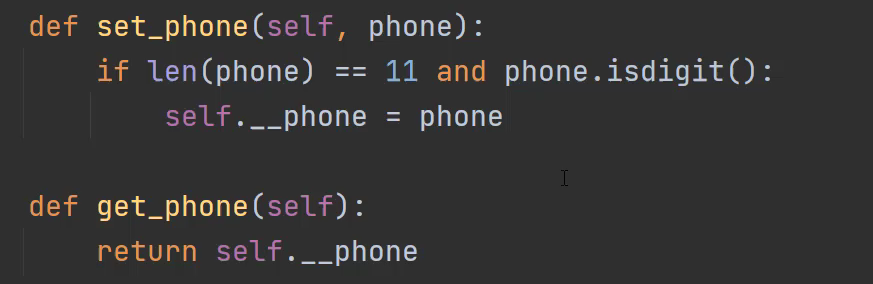 def set_phone(self, phone):
    if len(phone) == 11 and phone.isdigit():
        self.__phone = phone

def get_phone(self):
    return self.__phone